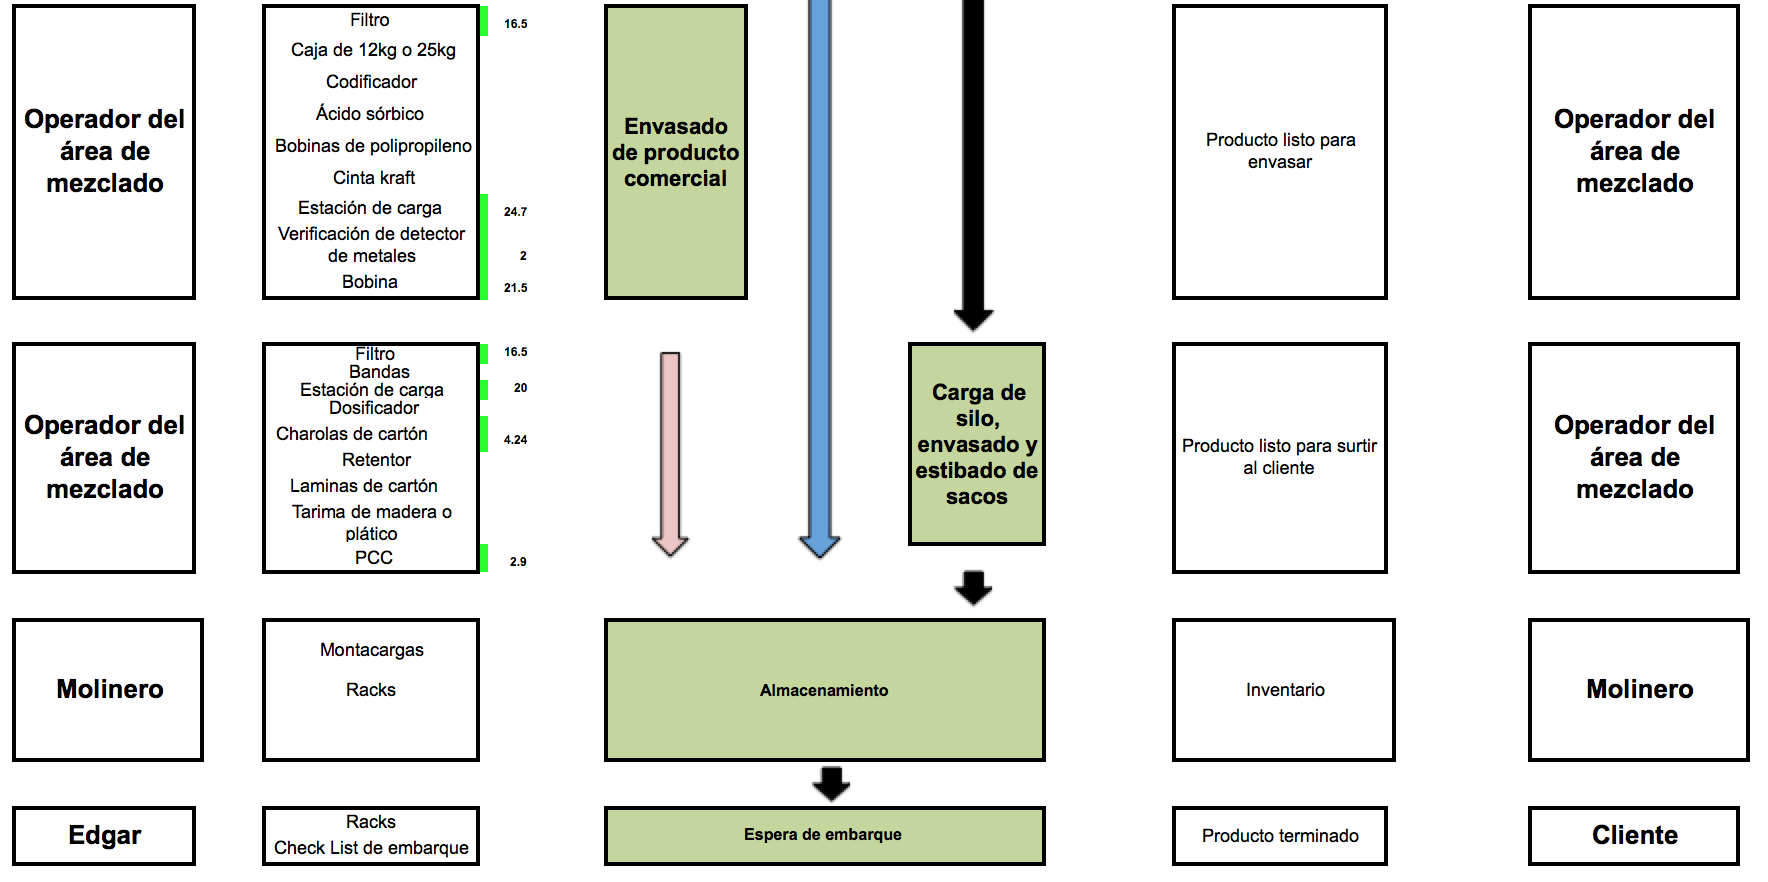 Operador del
área de
mezclado
Filtro
16.5
Caja de 12kg o 25kg
Codificador
Ácido sórbico
Bobinas de polipropileno
Cinta kraft
Estación de carga
24.7
Verificación de detector
de metales
2
Bobina
21.5
Envasado
de producto
comercial
Producto listo para
envasar
Operador del
área de
mezclado
Operador del
área de
mezclado
Filtro
16.5
Bandas
Estación de carga
20
Dosificador
Charolas de cartón
4.24
Retentor
Laminas de cartón
Tarima de madera o
plático
PCC
2.9
Carga de
silo,
envasado y
estibado de
sacos
Producto listo para surtir
al cliente
Operador del
área de
mezclado
Molinero
Montacargas
Racks
Almacenamiento
Inventario
Molinero
Edgar
Racks
Check List de embarque
Espera de embarque
Producto terminado
Cliente